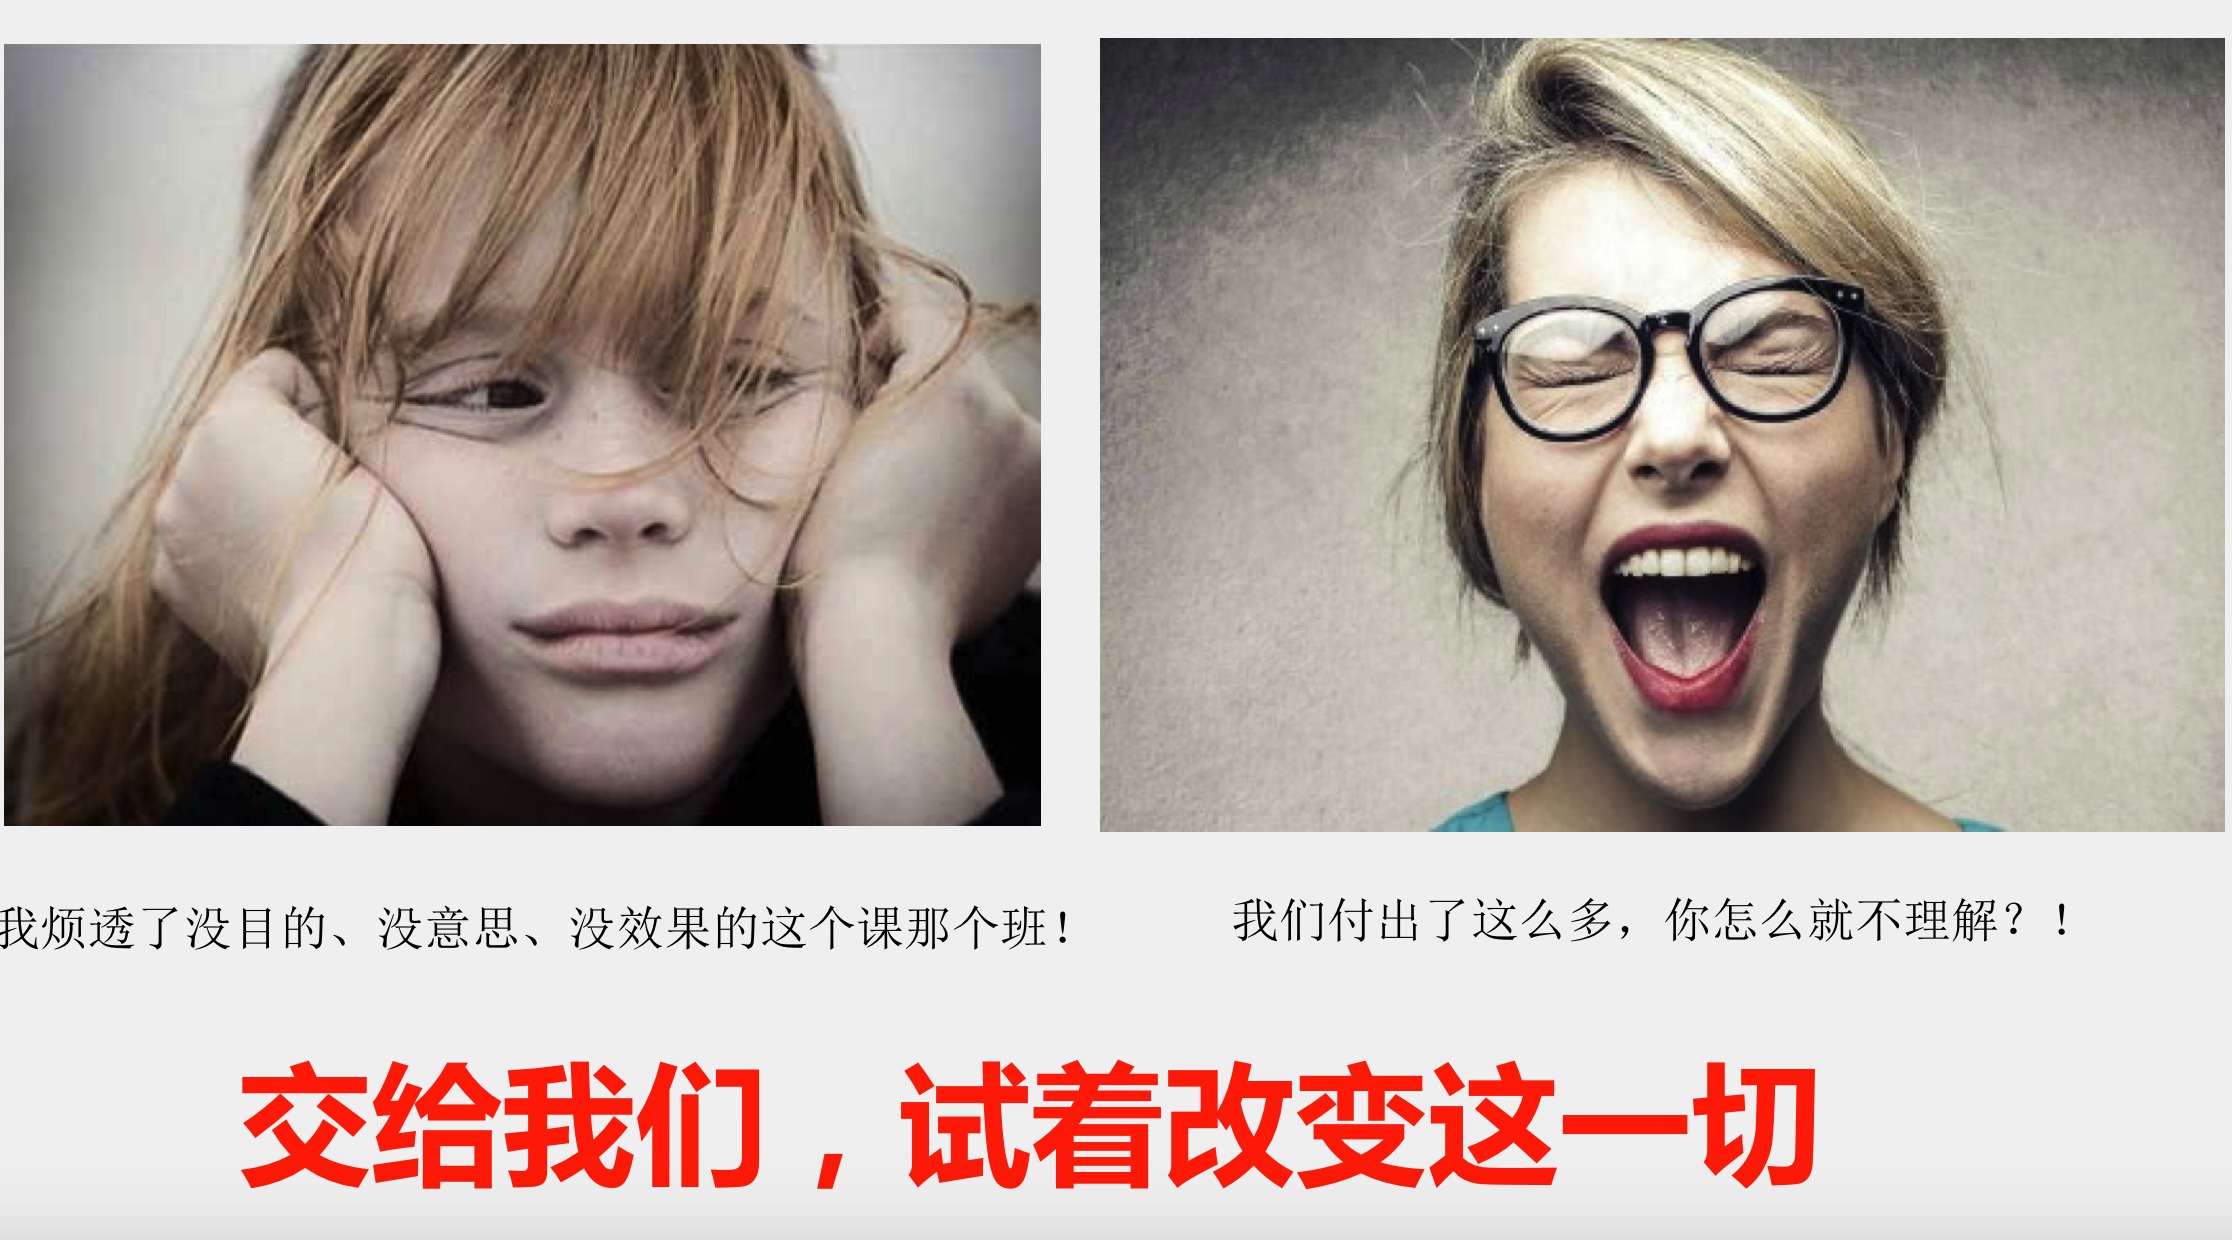 我烦透了没目的、没意思、没效果的这个课那个班！
我们付出了这么多，你怎么就不理解？！
交给我们，试着改变这一切